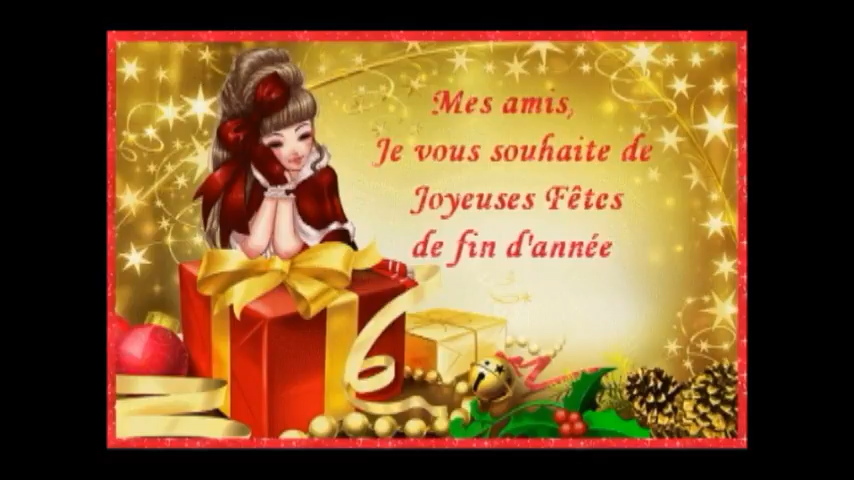 Mes amis,
Je vous souhaite de
Joyeuses Fêtes
de fin d'année